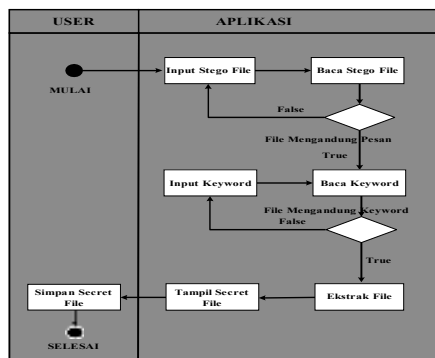 USER
APLIKASI
Input Stego File
Baca Stego File
MULAI
False
File Mengandung Pesan
True
Input Keyword
Baca Keyword
File Mengandung Keyword
False
True
Simpan Secret
File
Tampil Secret
File
Ekstrak File
SELESAI